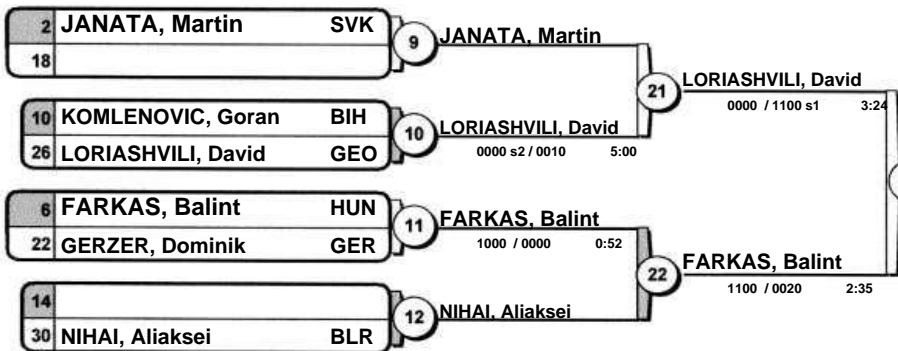 2 JANATA, Martin SVK
18
9 JANATA, Martin
10 KOMLENOVIC, Goran BIH
26 LORIASHVILI, David GEO
10 LORIASHVILI, David
0000 s2 / 0010 5:00
21 LORIASHVILI, David
0000 / 1100 s1 3:24
6 FARKAS, Balint HUN
22 GERZER, Dominik GER
11 FARKAS, Balint
1000 / 0000 0:52
14
30 NIHAI, Aliaksei BLR
12 NIHAI, Aliaksei
22 FARKAS, Balint
1100 / 0020 2:35